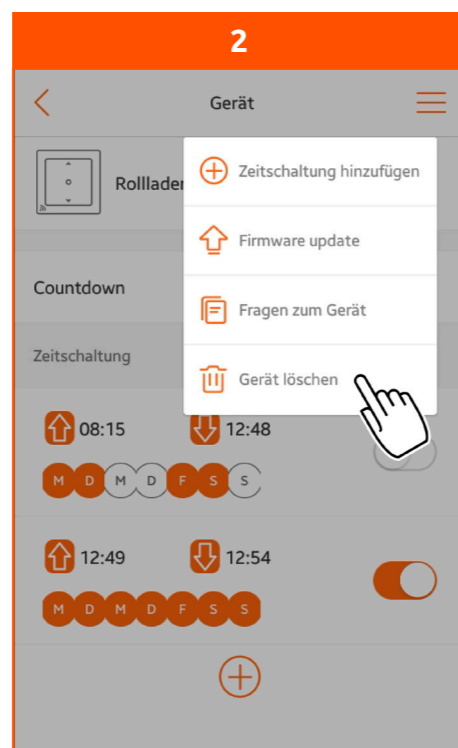 2
Gerät
Rolllader
Zeitschaltung hinzufügen
Firmware update
Countdown
Fragen zum Gerät
Zeitschaltung
Gerät löschen
08:15 12:48
M D M D F S S
12:49 12:54
M D M D F S S